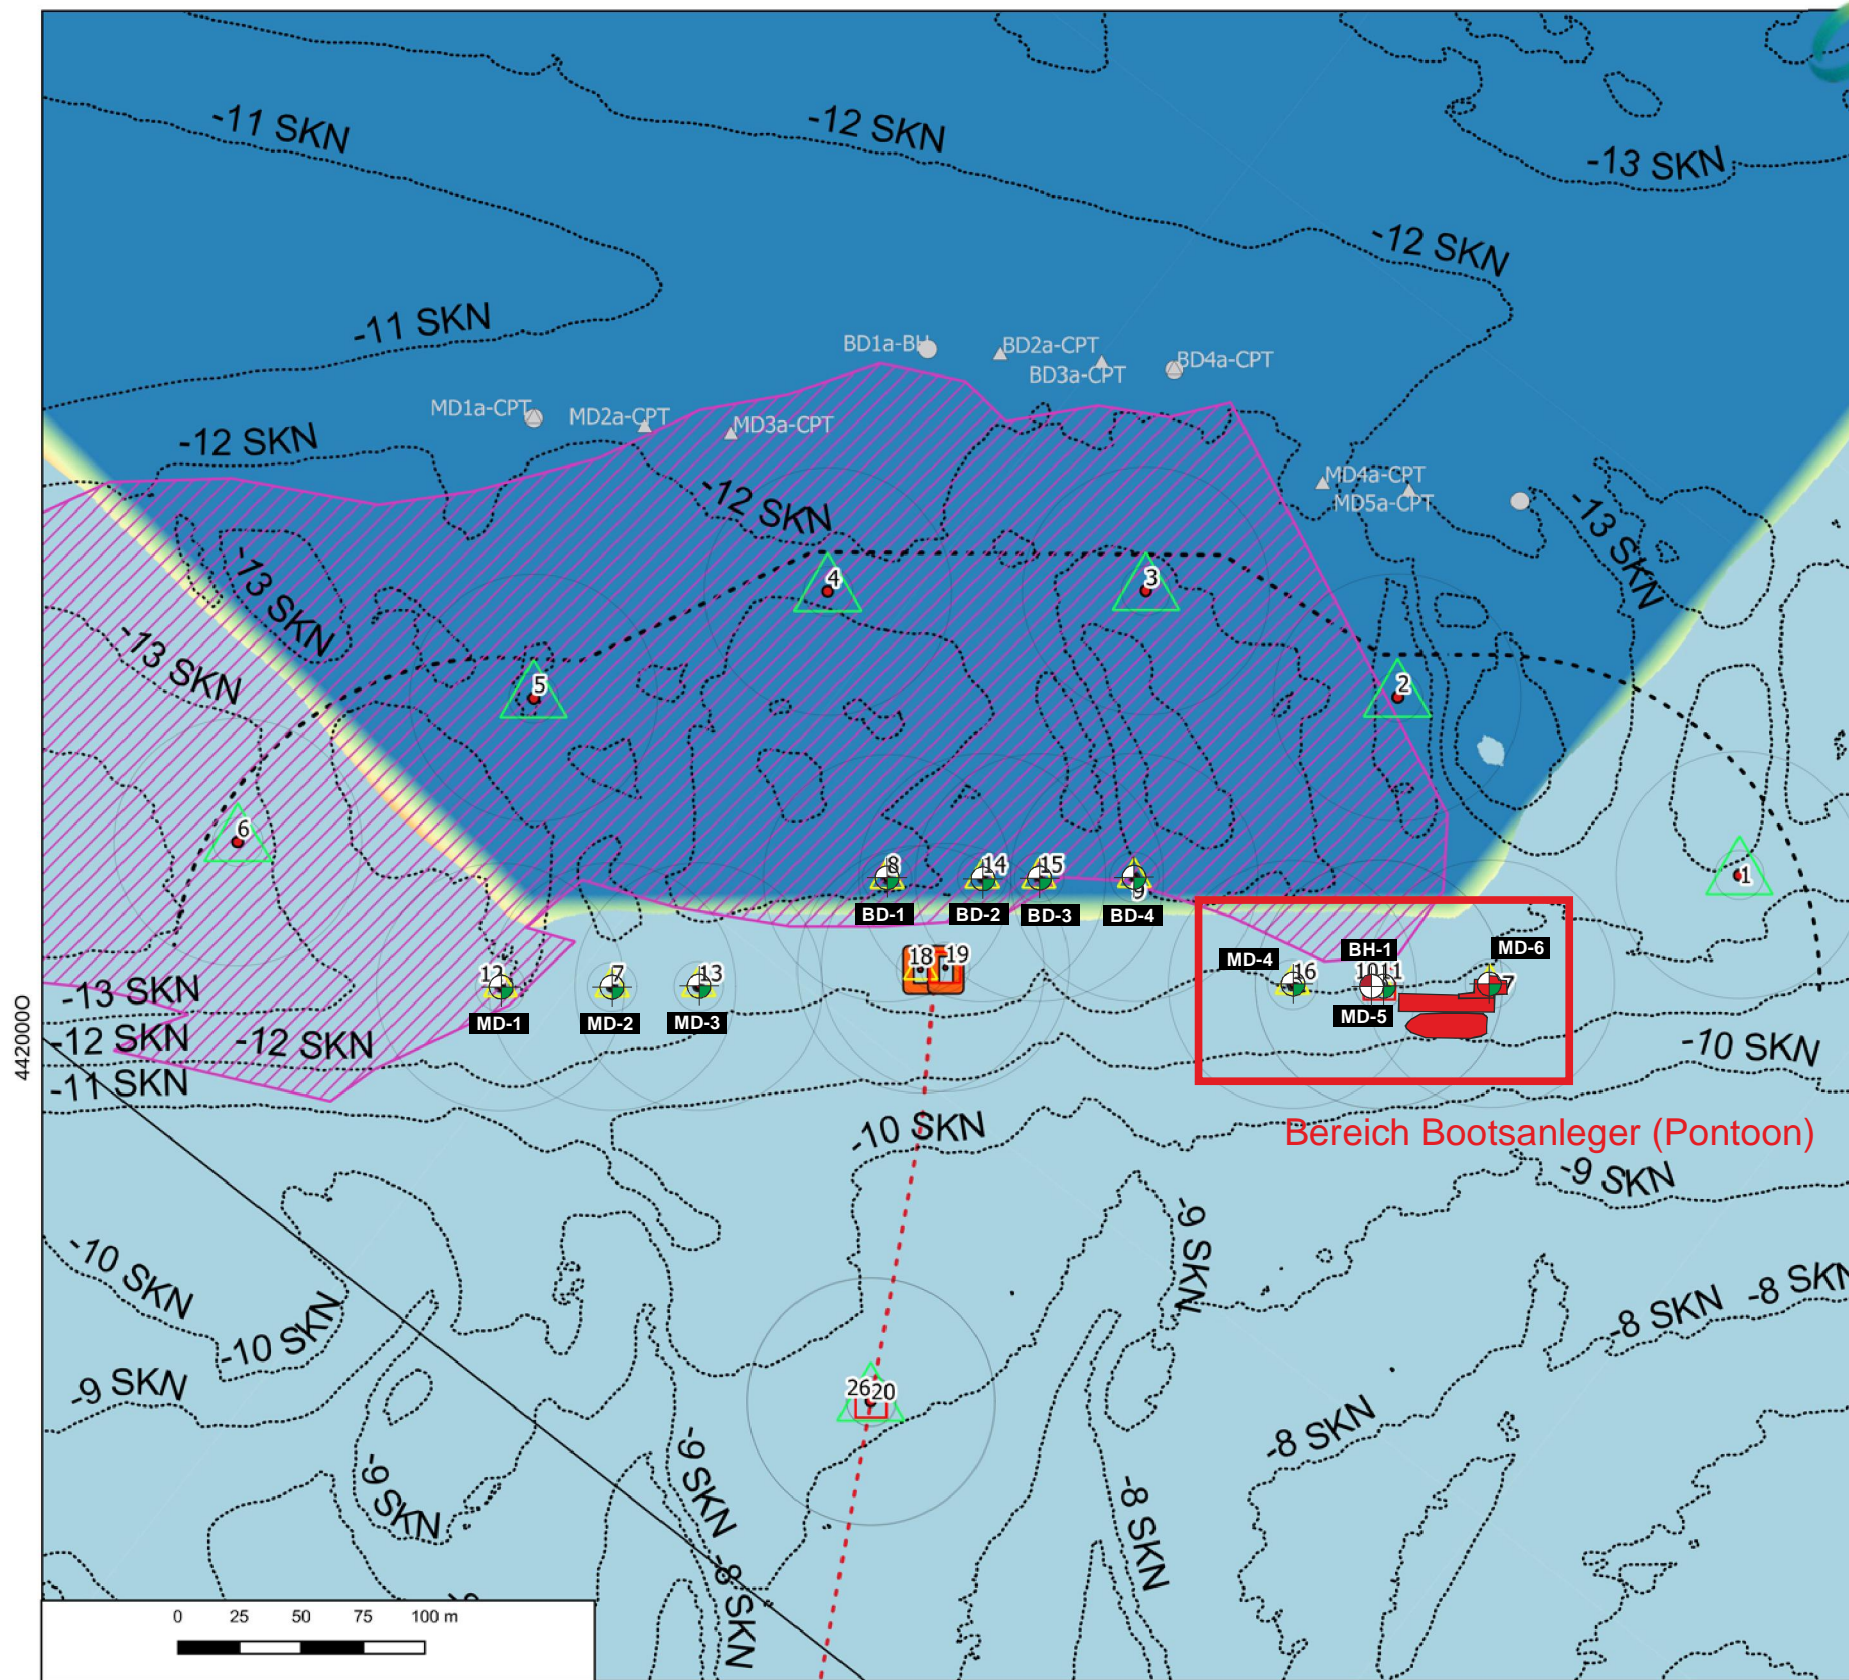 -11 SKN
-12 SKN
-13 SKN
-12 SKN
-11 SKN
BD2a-CPT
BD4a-CPT
BD3a-CPT
MD1a-CPT
MD2a-CPT
MD3a-CPT
-12 SKN
-12 SKN
MD4a-CPT
MD5a-CPT
-13 SKN
-13 SKN
4
3
-13 SKN
5
2
6
8
14
15
9
1
BD-1
BD-2
BD-3
BD-4
MD-4
BH-1
MD-6
18
19
12
7
13
16
10
11
7
-13 SKN
MD-1
MD-2
MD-3
MD-5
-12 SKN
-12 SKN
-10 SKN
-11 SKN
442000
-10 SKN
Bereich Bootsanleger (Pontoon)
-9 SKN
-9 SKN
-10 SKN
-10 SKN
-8 SKN
-8 SKN
-9 SKN
26
20
-8 SKN
-9 SKN
-9 SKN
-8 SKN
-8 SKN
0 25 50 75 100 m